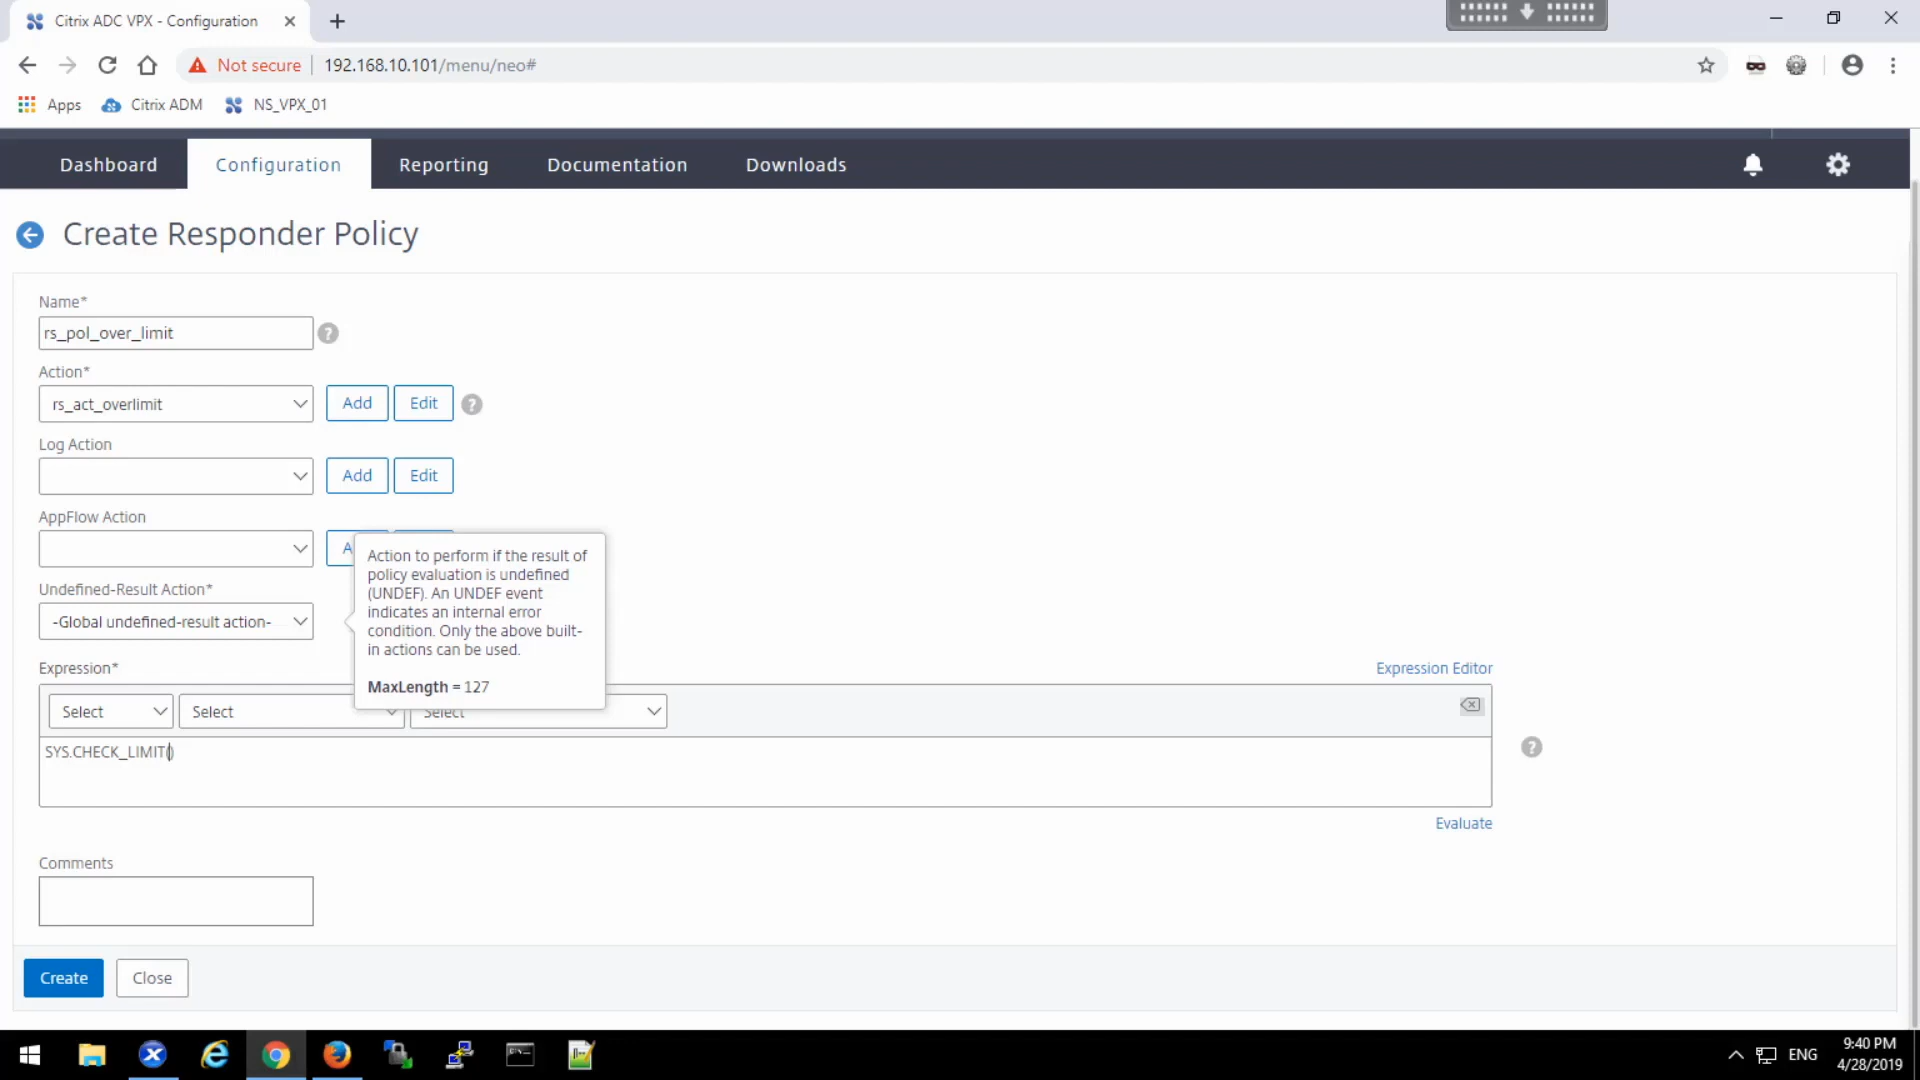 Citrix ADC VPX - Configuration
Not secure
192.168.10.101/menu/neo#
Apps
Citrix ADM
NS_VPX_01
Dashboard
Configuration
Reporting
Documentation
Downloads
Create Responder Policy
Name*
rs_pol_over_limit
?
Action*
rs_act_overlimit
Add
Edit
?
Log Action
Add
Edit
AppFlow Action
A
Action to perform if the result of
policy evaluation is undefined
(UNDEF). An UNDEF event
indicates an internal error
condition. Only the above built-
in actions can be used.
MaxLength = 127
Undefined-Result Action*
-Global undefined-result action-
Expression*
Expression Editor
Select
Select
Select
SYS.CHECK_LIMIT()
?
Evaluate
Comments
Create
Close
ENG
9:40 PM
4/28/2019